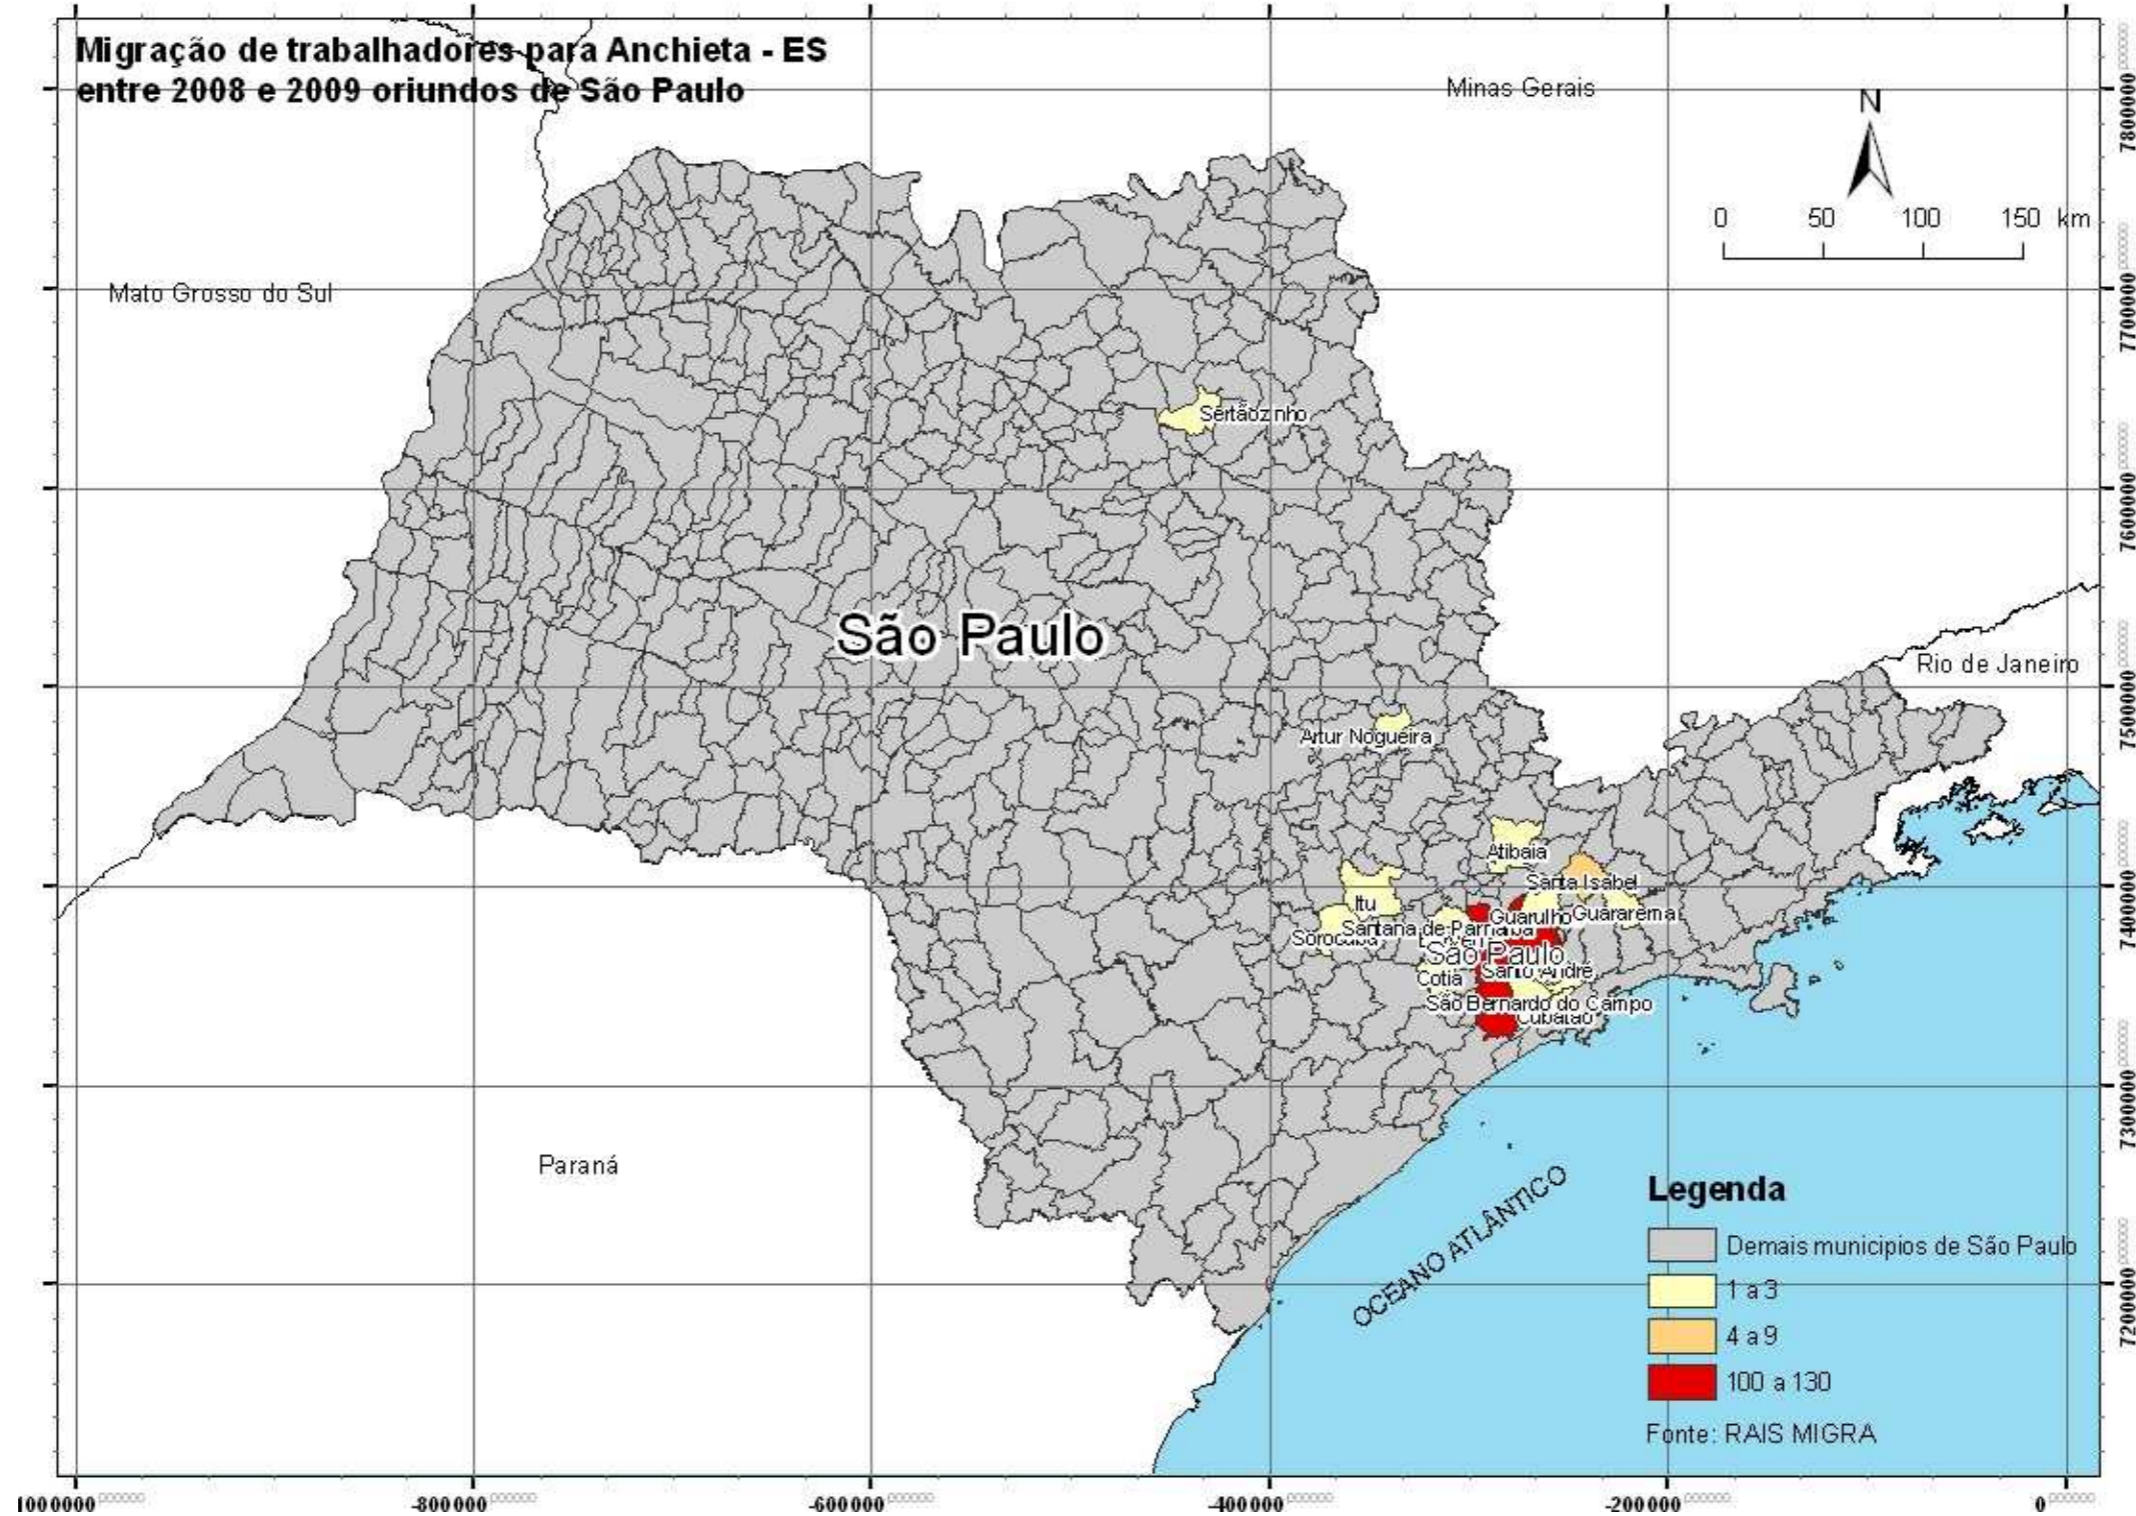 Migração de trabalhadores para Anchieta - ES
entre 2008 e 2009 oriundos de São Paulo
Minas Gerais
N
0 50 100 150 km
Mato Grosso do Sul
Sertãozinho
São Paulo
Rio de Janeiro
Artur Nogueira
Atibaia
Santa Isabel
Itu
Guarulho
Guararema
Santana de Parnaíba
São Paulo
Cotia
Santo André
São Bernardo do Campo
Cubatão
Sorocaba
Paraná
OCEANO ATLÂNTICO
Legenda
Demais municipios de São Paulo
1 a 3
4 a 9
100 a 130
Fonte: RAIS MIGRA
1000000
-800000
-600000
-400000
-200000
0
7800000
7700000
7600000
7500000
7400000
7300000
7200000